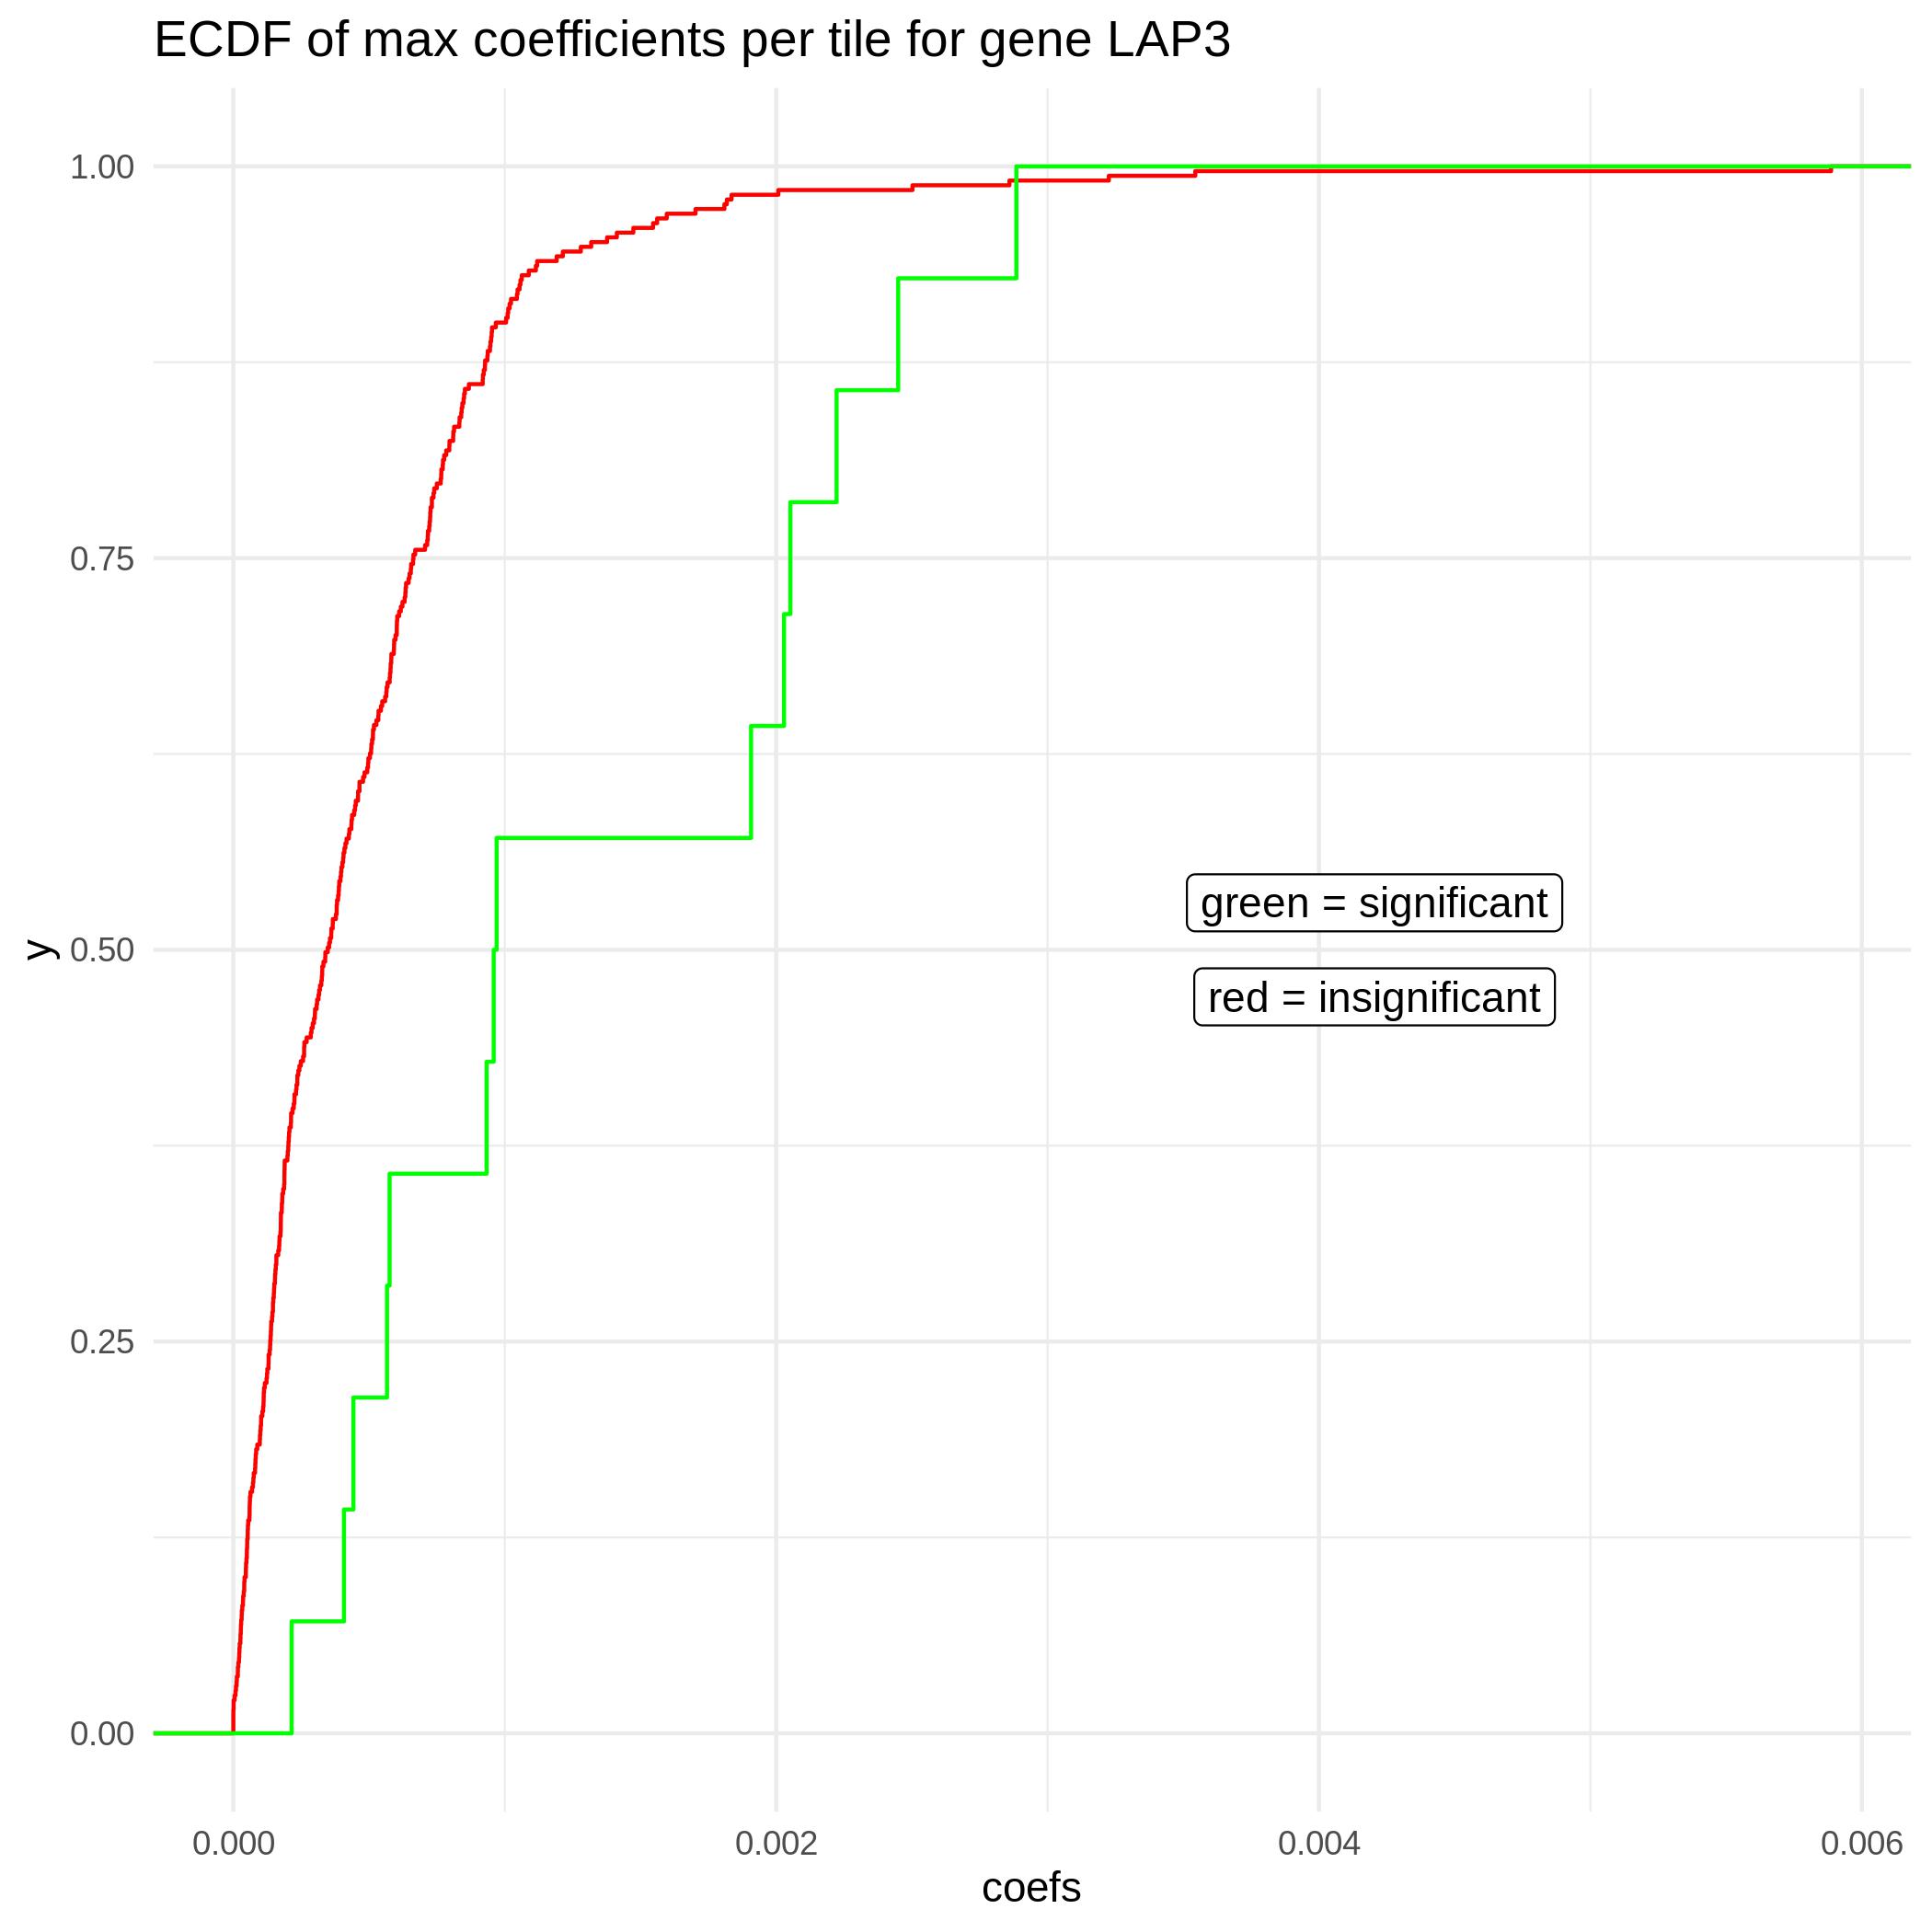 ECDF of max coefficients per tile for gene LAP3
1.00
0.75
0.50
0.25
0.00
y
green = significant
red = insignificant
0.000
0.002
0.004
0.006
coefs